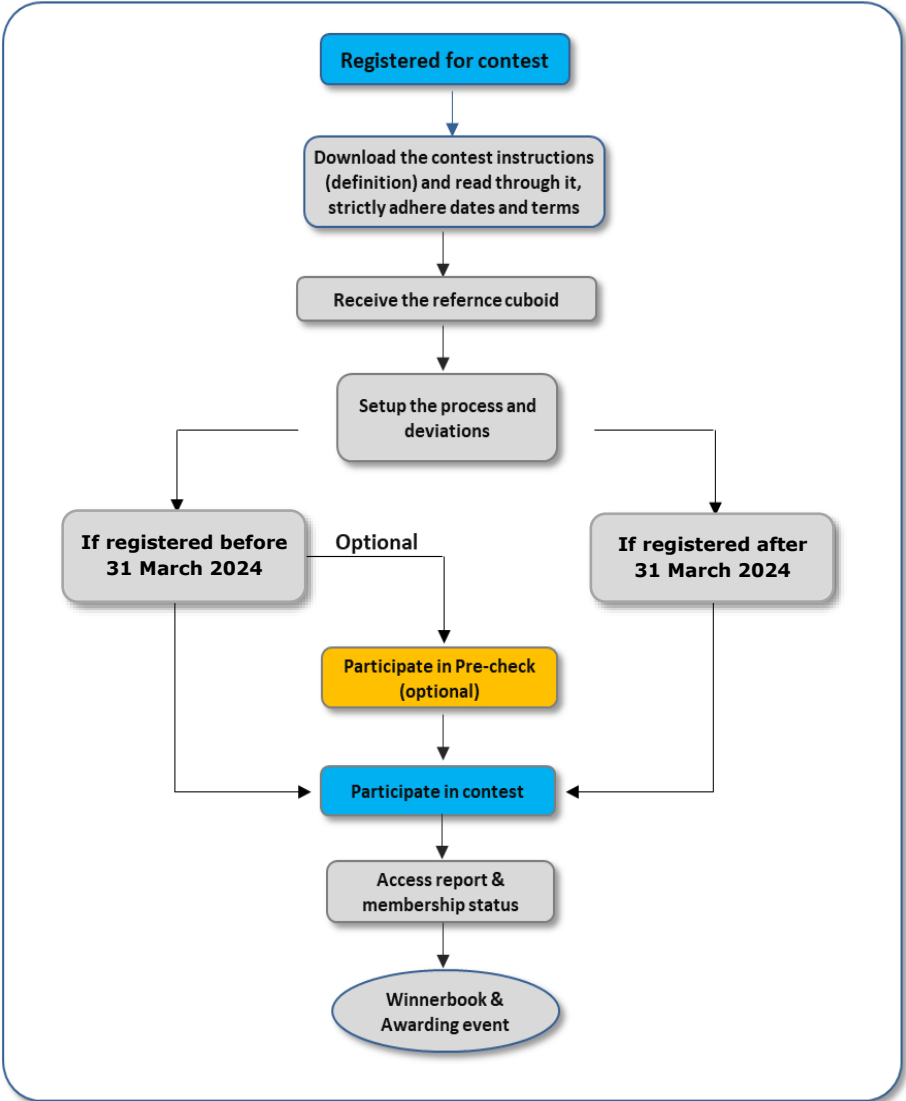 Registered for contest
Download the contest instructions
(definition) and read through it,
strictly adhere dates and terms
Receive the refernce cuboid
Setup the process and
deviations
If registered before
31 March 2024
Optional
If registered after
31 March 2024
Participate in Pre-check
(optional)
Participate in contest
Access report &
membership status
Winnerbook &
Awarding event